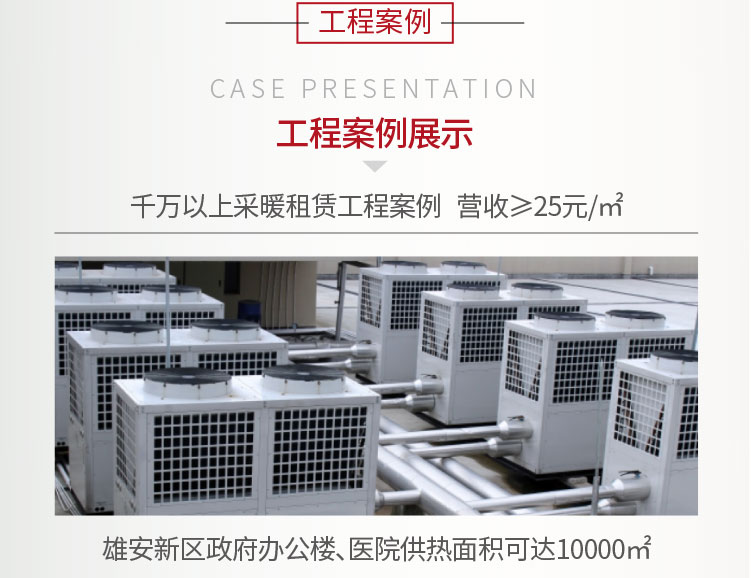 工程案例
CASE PRESENTATION
工程案例展示
千万以上采暖租赁工程案例 营收≥25元/㎡
雄安新区政府办公楼、医院供热面积可达10000㎡